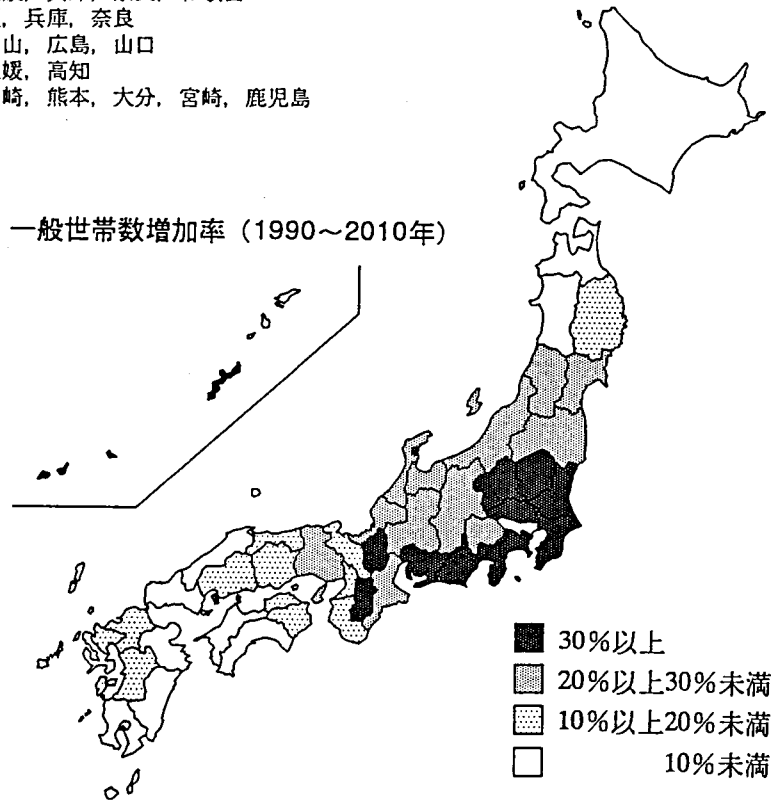 , 兵庫, 奈良
山, 広島, 山口
媛, 高知
崎, 熊本, 大分, 宮崎, 鹿児島
一般世帯数増加率（1990～2010年）
30％以上
20％以上30％未満
10％以上20％未満
10％未満